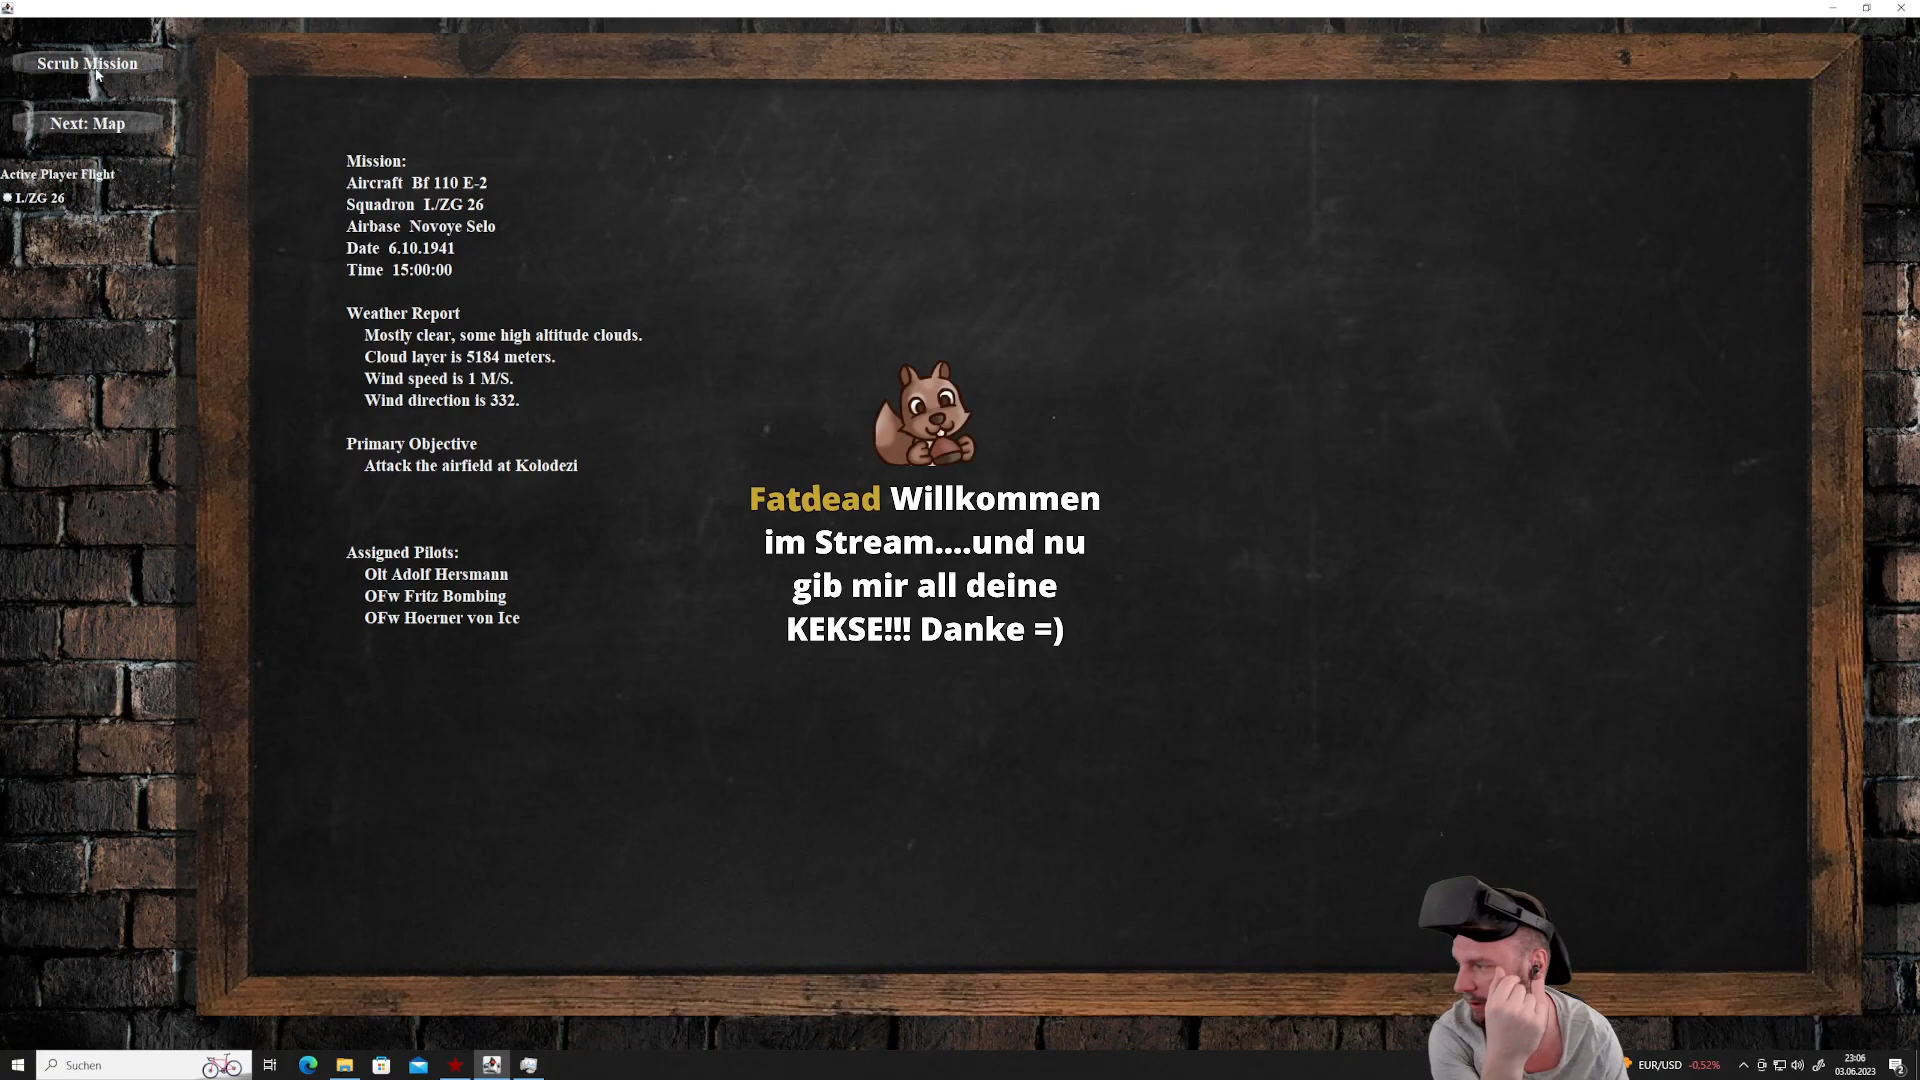 Scrub Mission
Next: Map
Active Player Flight
I./ZG 26
Mission:
Aircraft Bf 110 E-2
Squadron I./ZG 26
Airbase Novoye Selo
Date 6.10.1941
Time 15:00:00
Weather Report
Mostly clear, some high altitude clouds.
Cloud layer is 5184 meters.
Wind speed is 1 M/S.
Wind direction is 332.
Primary Objective
Attack the airfield at Kolodezi
Assigned Pilots:
Olt Adolf Hersmann
OFw Fritz Bombing
OFw Hoerner von Ice
Fatdead Willkommen
im Stream....und nu
gib mir all deine
KEKSE!!! Danke =)
Suchen
EUR/USD -0,52%
23:06
03.06.2023
2